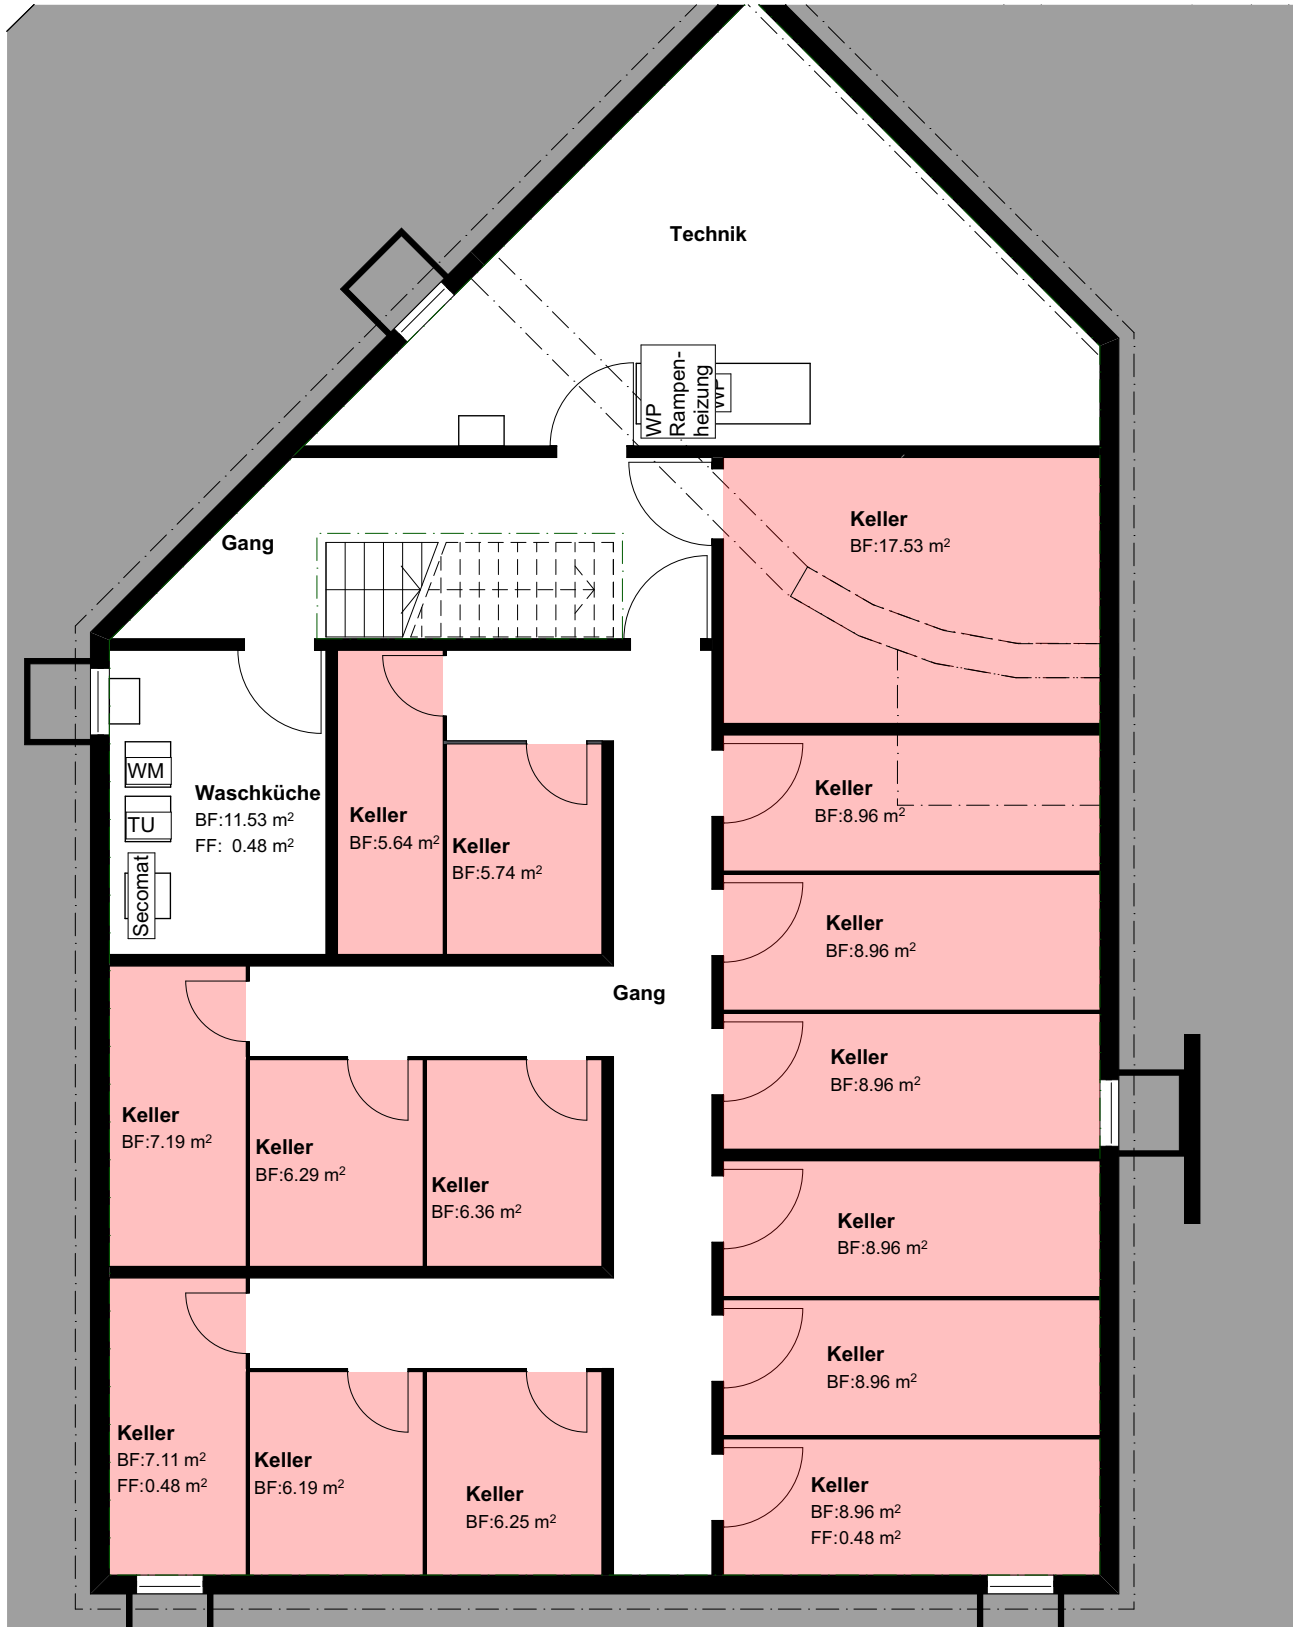 Technik
WP
Rampen-
heizung
WP
Gang
Keller
BF:17.53 m²
WM
TU
Secomat
Waschküche
BF:11.53 m²
FF: 0.48 m²
Keller
BF:5.64 m²
Keller
BF:5.74 m²
Keller
BF:8.96 m²
Keller
BF:8.96 m²
Gang
Keller
BF:8.96 m²
Keller
BF:7.19 m²
Keller
BF:6.29 m²
Keller
BF:6.36 m²
Keller
BF:8.96 m²
Keller
BF:8.96 m²
Keller
BF:7.11 m²
FF:0.48 m²
Keller
BF:6.19 m²
Keller
BF:6.25 m²
Keller
BF:8.96 m²
FF:0.48 m²